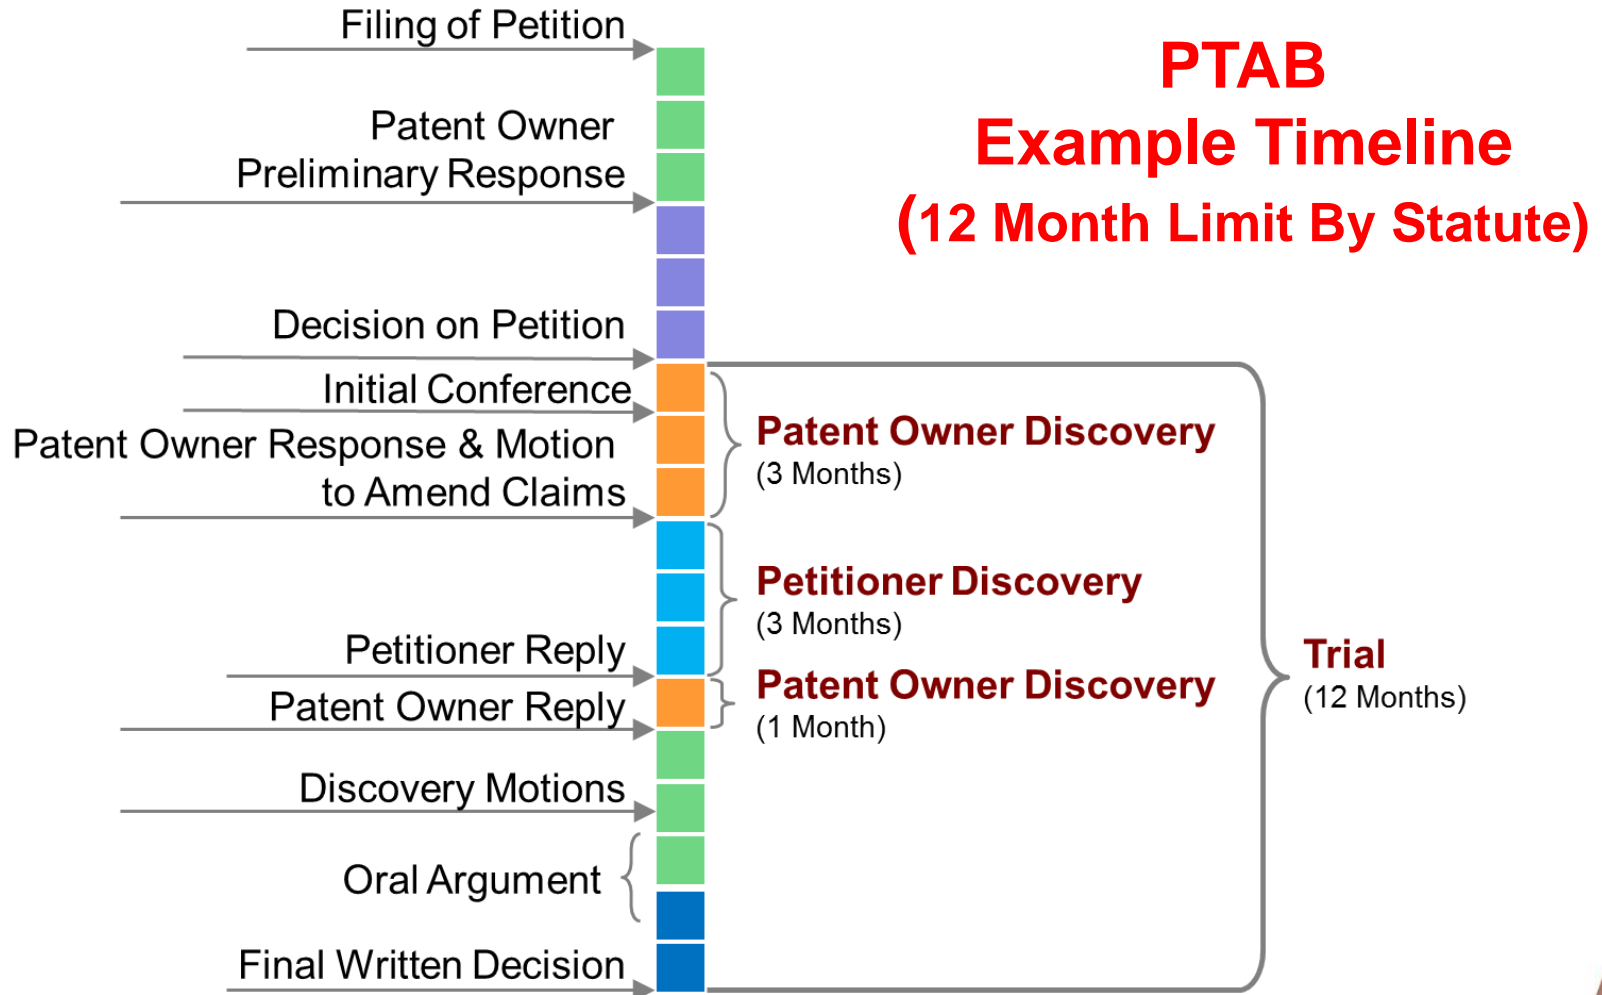 Filing of Petition
PTAB
Example Timeline
(12 Month Limit By Statute)
Patent Owner
Preliminary Response
Decision on Petition
Initial Conference
Patent Owner Response & Motion
to Amend Claims
Patent Owner Discovery
(3 Months)
Petitioner Discovery
(3 Months)
Petitioner Reply
Patent Owner Reply
Patent Owner Discovery
(1 Month)
Trial
(12 Months)
Discovery Motions
Oral Argument
Final Written Decision